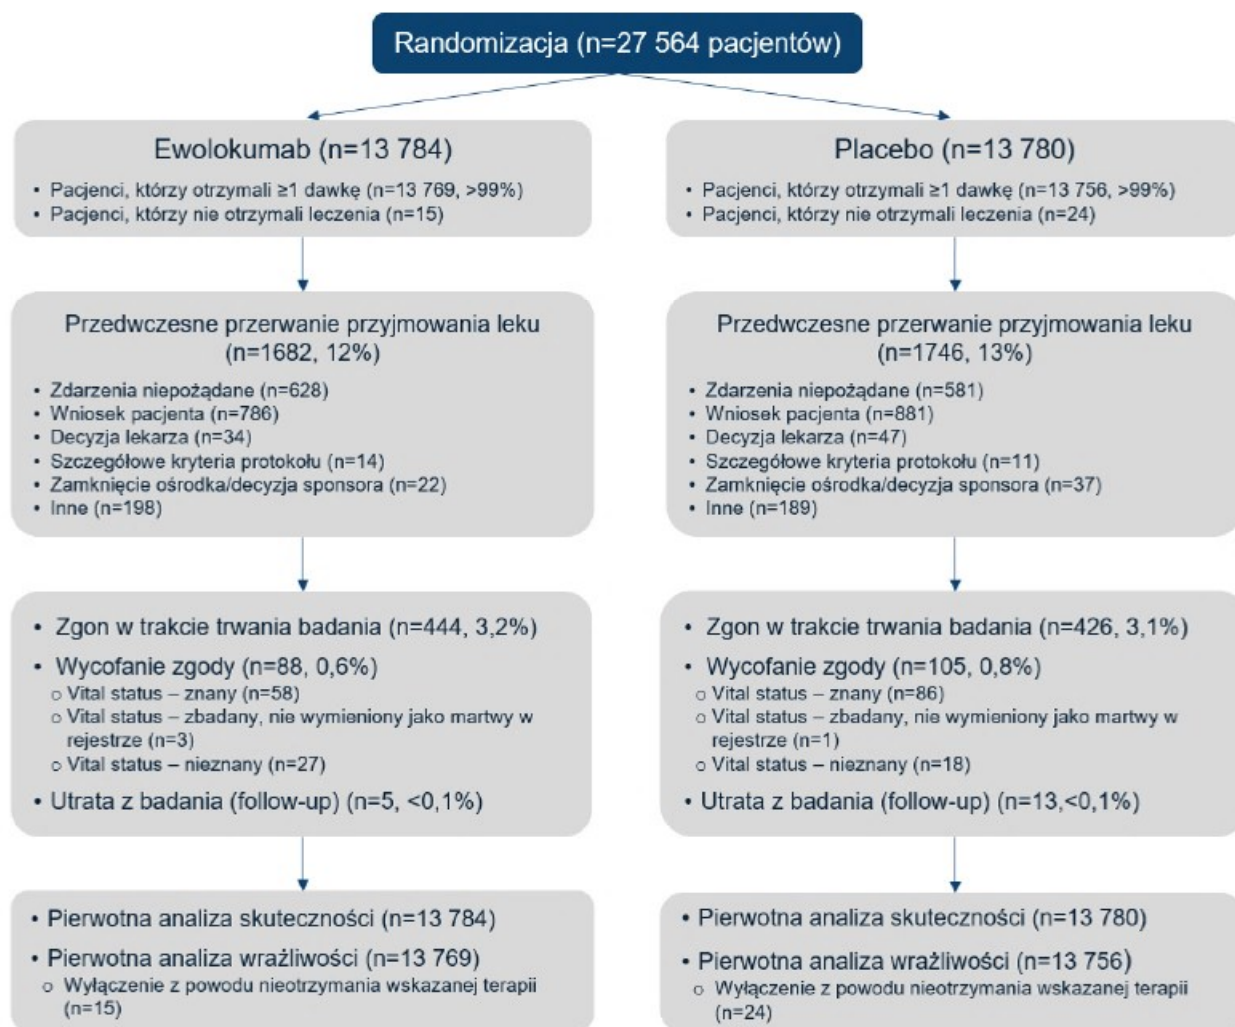 Randomizacja (n=27 564 pacjentów)
Ewolokumab (n=13 784)
• Pacjenci, którzy otrzymali ≥1 dawkę (n=13 769, >99%)
• Pacjenci, którzy nie otrzymali leczenia (n=15)
Placebo (n=13 780)
• Pacjenci, którzy otrzymali ≥1 dawkę (n=13 756, >99%)
• Pacjenci, którzy nie otrzymali leczenia (n=24)
Przedwczesne przerwanie przyjmowania leku
(n=1682, 12%)
• Zdarzenia niepożądane (n=628)
• Wniosek pacjenta (n=786)
• Decyzja lekarza (n=34)
• Szczegółowe kryteria protokołu (n=14)
• Zamknięcie ośrodka/decyzja sponsora (n=22)
• Inne (n=198)
Przedwczesne przerwanie przyjmowania leku
(n=1746, 13%)
• Zdarzenia niepożądane (n=581)
• Wniosek pacjenta (n=881)
• Decyzja lekarza (n=47)
• Szczegółowe kryteria protokołu (n=11)
• Zamknięcie ośrodka/decyzja sponsora (n=37)
• Inne (n=189)
• Zgon w trakcie trwania badania (n=444, 3,2%)
• Wycofanie zgody (n=88, 0,6%)
o Vital status – znany (n=58)
o Vital status – zbadany, nie wymieniony jako martwy w
rejestrze (n=3)
o Vital status – nieznany (n=27)
• Utrata z badania (follow-up) (n=5, <0,1%)
• Zgon w trakcie trwania badania (n=426, 3,1%)
• Wycofanie zgody (n=105, 0,8%)
o Vital status – znany (n=86)
o Vital status – zbadany, nie wymieniony jako martwy w
rejestrze (n=1)
o Vital status – nieznany (n=18)
• Utrata z badania (follow-up) (n=13,<0,1%)
• Pierwotna analiza skuteczności (n=13 784)
• Pierwotna analiza wrażliwości (n=13 769)
o Wyłączenie z powodu nieotrzymania wskazanej terapii
(n=15)
• Pierwotna analiza skuteczności (n=13 780)
• Pierwotna analiza wrażliwości (n=13 756)
o Wyłączenie z powodu nieotrzymania wskazanej terapii
(n=24)